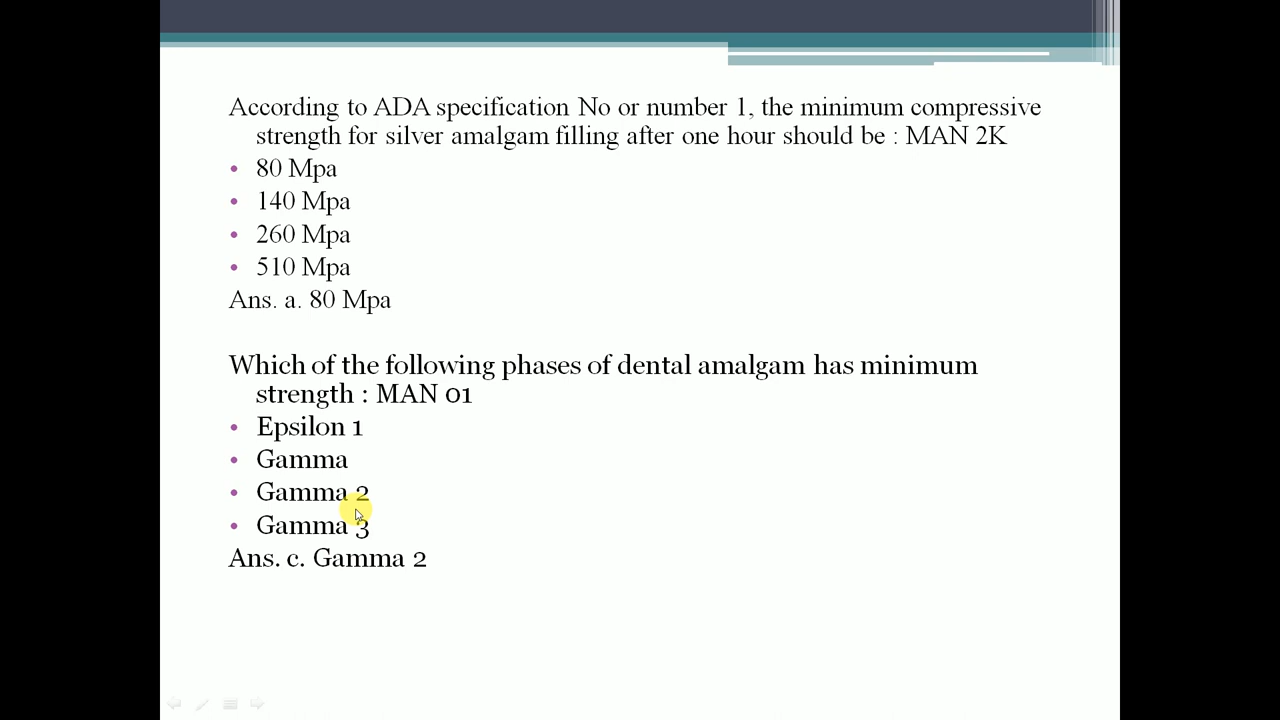 According to ADA specification No or number 1, the minimum compressive
strength for silver amalgam filling after one hour should be : MAN 2K
• 80 Mpa
• 140 Mpa
• 260 Mpa
• 510 Mpa
Ans. a. 80 Mpa
Which of the following phases of dental amalgam has minimum
strength : MAN 01
• Epsilon 1
• Gamma
• Gamma 2
• Gamma 3
Ans. c. Gamma 2